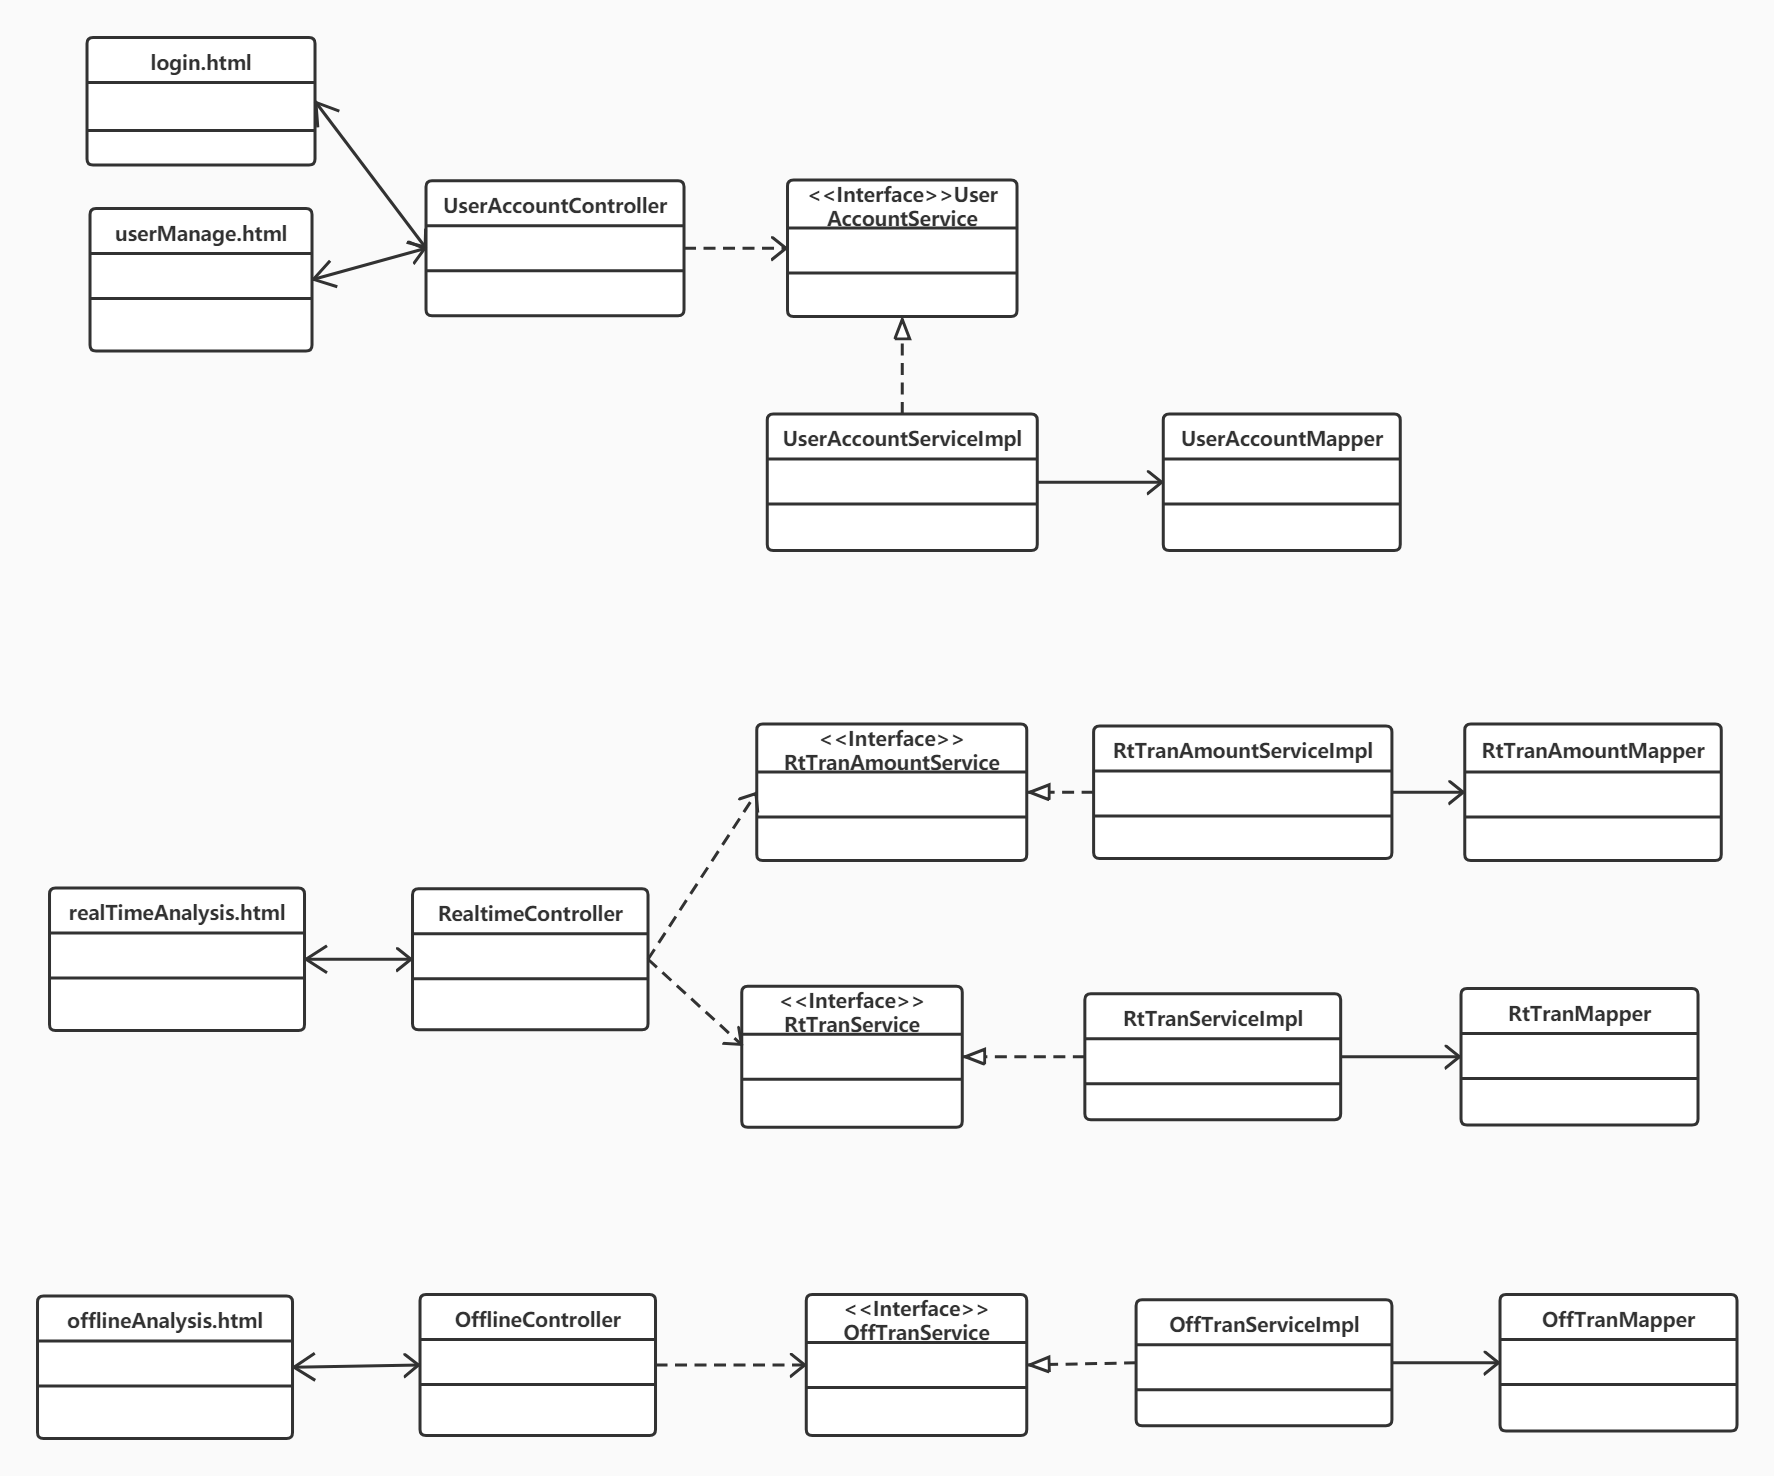 login.html
userManage.html
UserAccountController
<<Interface>>User
AccountService
UserAccountServiceImpl
UserAccountMapper
<<Interface>>
RtTranAmountService
RtTranAmountServiceImpl
RtTranAmountMapper
realTimeAnalysis.html
RealtimeController
<<Interface>>
RtTranService
RtTranServiceImpl
RtTranMapper
offlineAnalysis.html
OfflineController
<<Interface>>
OffTranService
OffTranServiceImpl
OffTranMapper